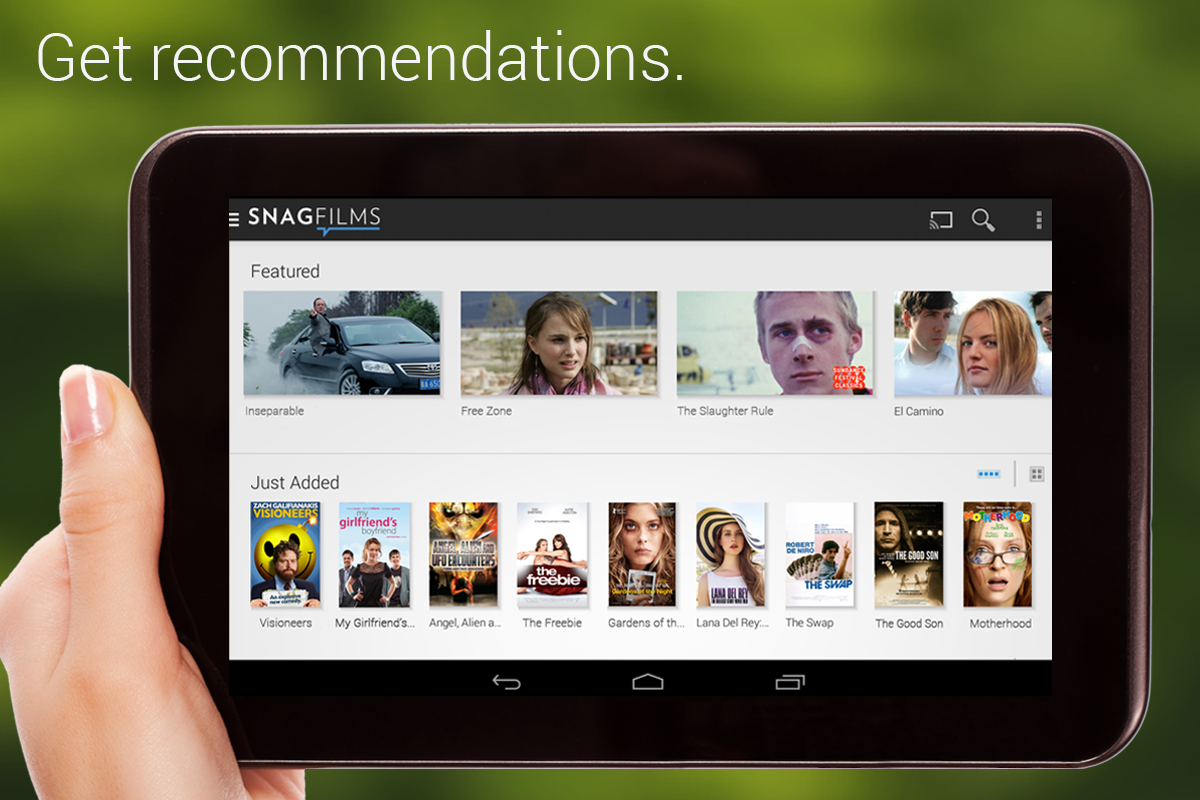 Get recommendations.
SNAGFILMS
Featured
SUNDANCE
FESTIVAL
CLASSICS
Inseparable
Free Zone
The Slaughter Rule
El Camino
Just Added
ZACH GALIFIANAKIS
VISIONEERS
An explosive
new comedy.
my
girlfriend's
boyfriend
ANGEL, ALIEN AND
UFO ENCOUNTERS
the
freebie
Gardens of the Night
LANA DEL REY
ROBERT
DE NIRO
THE SWAP
THE GOOD SON
MOTHERHOOD
Visioneers
My Girlfriend's...
Angel, Alien a...
The Freebie
Gardens of th...
Lana Del Rey:...
The Swap
The Good Son
Motherhood